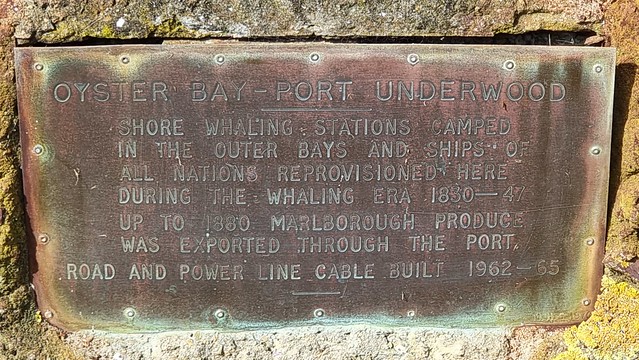 OYSTER BAY – PORT UNDERWOOD
SHORE WHALING STATIONS CAMPED
IN THE OUTER BAYS AND SHIPS OF
ALL NATIONS REPROVISIONED HERE
DURING THE WHALING ERA 1830–47
UP TO 1880 MARLBOROUGH PRODUCE
WAS EXPORTED THROUGH THE PORT.
ROAD AND POWER LINE CABLE BUILT 1962–65